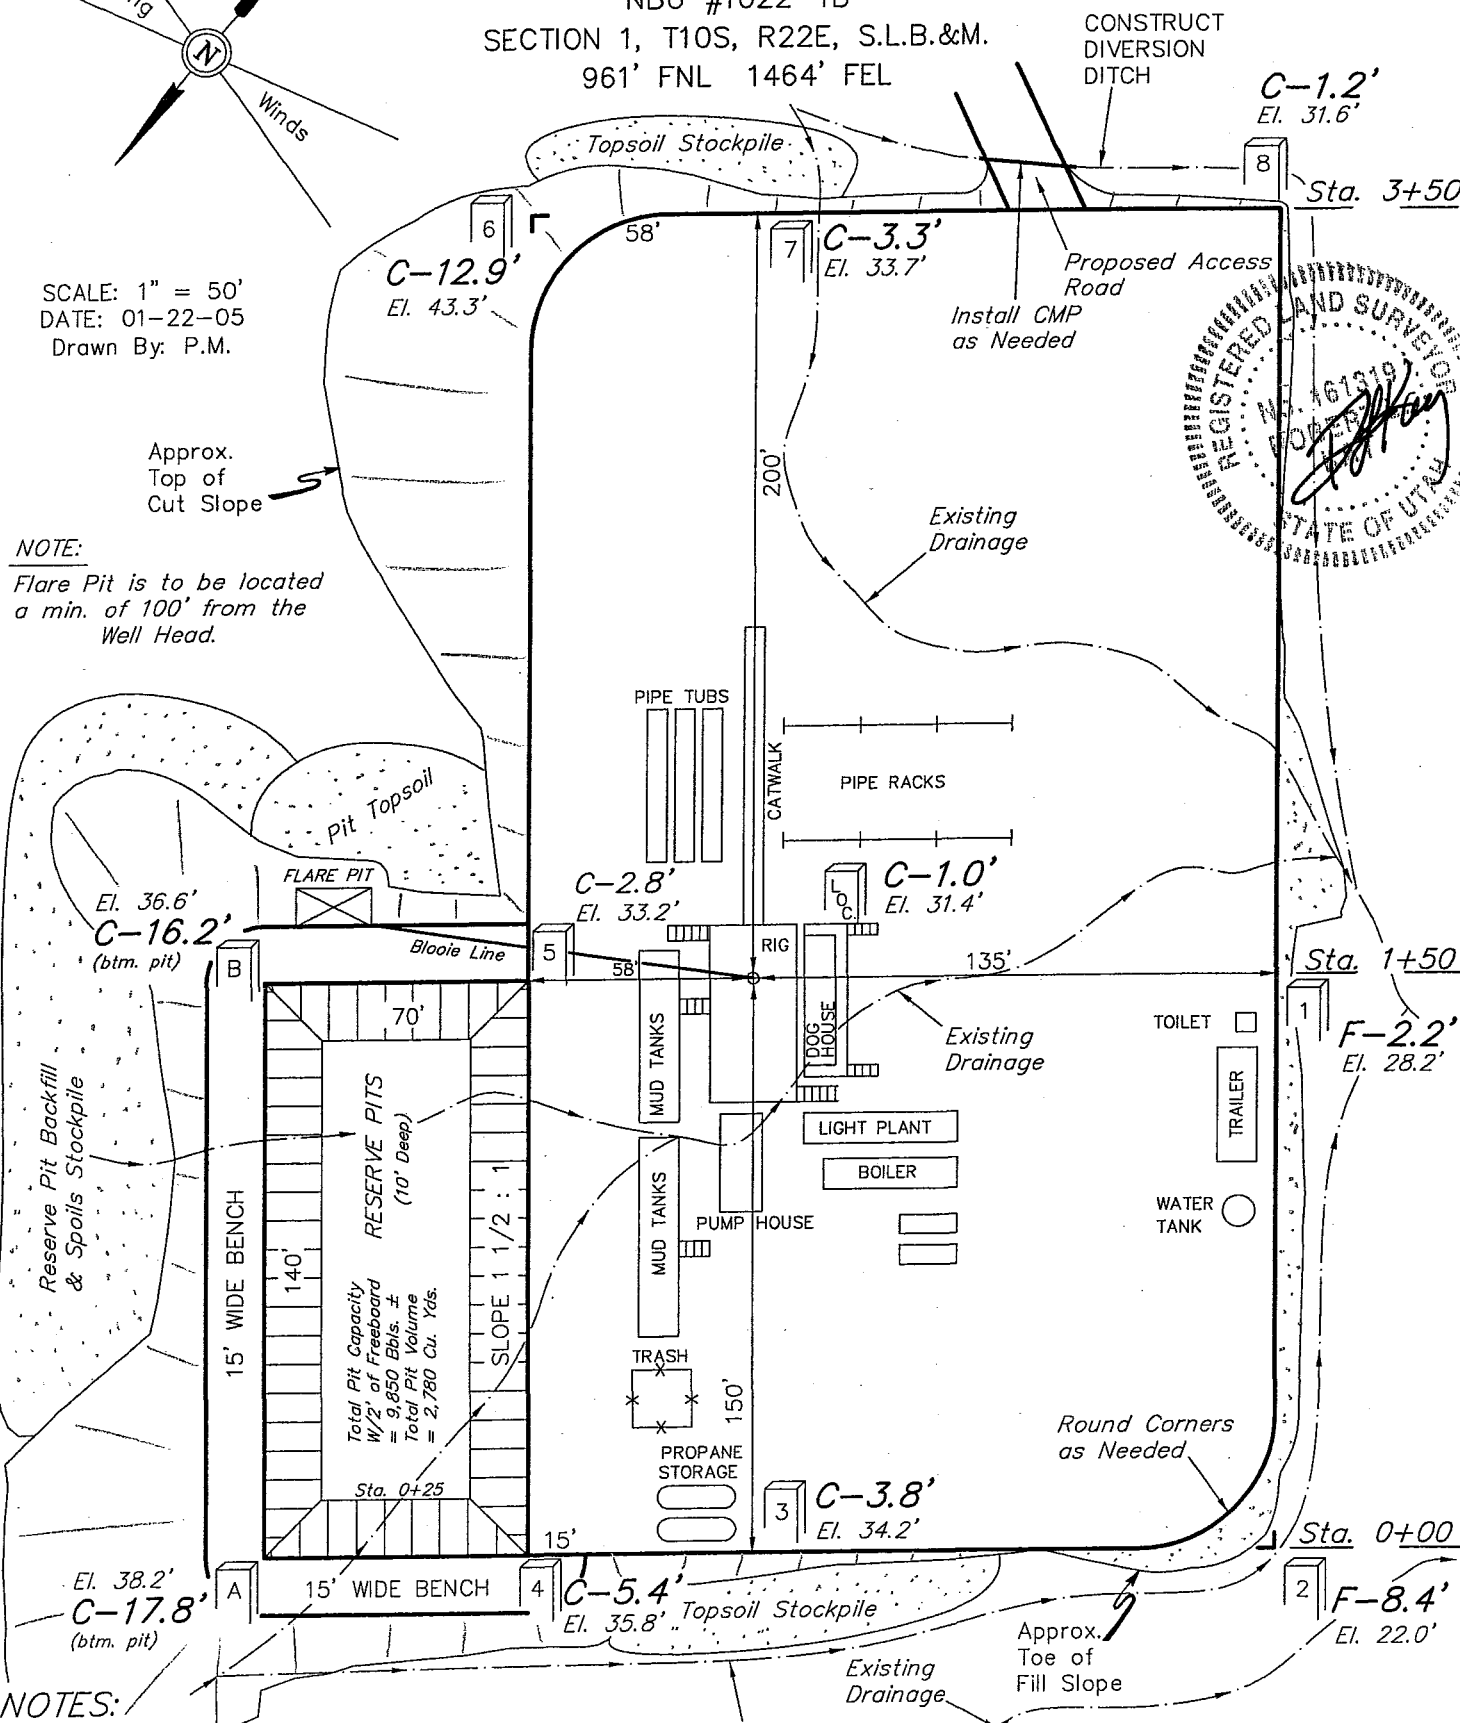 SECTION 1, T10S, R22E, S.L.B.&M.
961' FNL 1464' FEL
CONSTRUCT
DIVERSION
DITCH
N
Winds
C-1.2'
El. 31.6'
Topsoil Stockpile
8
Sta. 3+50
6
58'
7
C-3.3'
El. 33.7'
C-12.9'
El. 43.3'
Proposed Access
Road
Install CMP
as Needed
SCALE: 1" = 50'
DATE: 01-22-05
Drawn By: P.M.
REGISTERED LAND SURVEYOR
161319
STATE OF UTAH
Approx.
Top of
Cut Slope
200'
Existing
Drainage
NOTE:
Flare Pit is to be located
a min. of 100' from the
Well Head.
PIPE TUBS
CATWALK
PIPE RACKS
Pit Topsoil
FLARE PIT
El. 36.6'
C-16.2'
(btm. pit)
B
C-2.8'
El. 33.2'
LOC.
C-1.0'
El. 31.4'
Blooie Line
5
58'
RIG
135'
Sta. 1+50
1
F-2.2'
El. 28.2'
70'
MUD TANKS
DOG
HOUSE
Existing
Drainage
TOILET
TRAILER
Reserve Pit Backfill
& Spoils Stockpile
RESERVE PITS
(10' Deep)
LIGHT PLANT
BOILER
15' WIDE BENCH
140'
SLOPE 1 1/2 : 1
MUD TANKS
PUMP HOUSE
WATER
TANK
Total Pit Capacity
W/2' of Freeboard
= 9,850 Bbls. ±
Total Pit Volume
= 2,780 Cu. Yds.
TRASH
150'
Round Corners
as Needed
PROPANE
STORAGE
Sta. 0+25
3
C-3.8'
El. 34.2'
15'
Sta. 0+00
El. 38.2'
C-17.8'
(btm. pit)
A
15' WIDE BENCH
4
C-5.4'
El. 35.8'
Topsoil Stockpile
2
F-8.4'
El. 22.0'
Approx.
Toe of
Fill Slope
Existing
Drainage
NOTES: